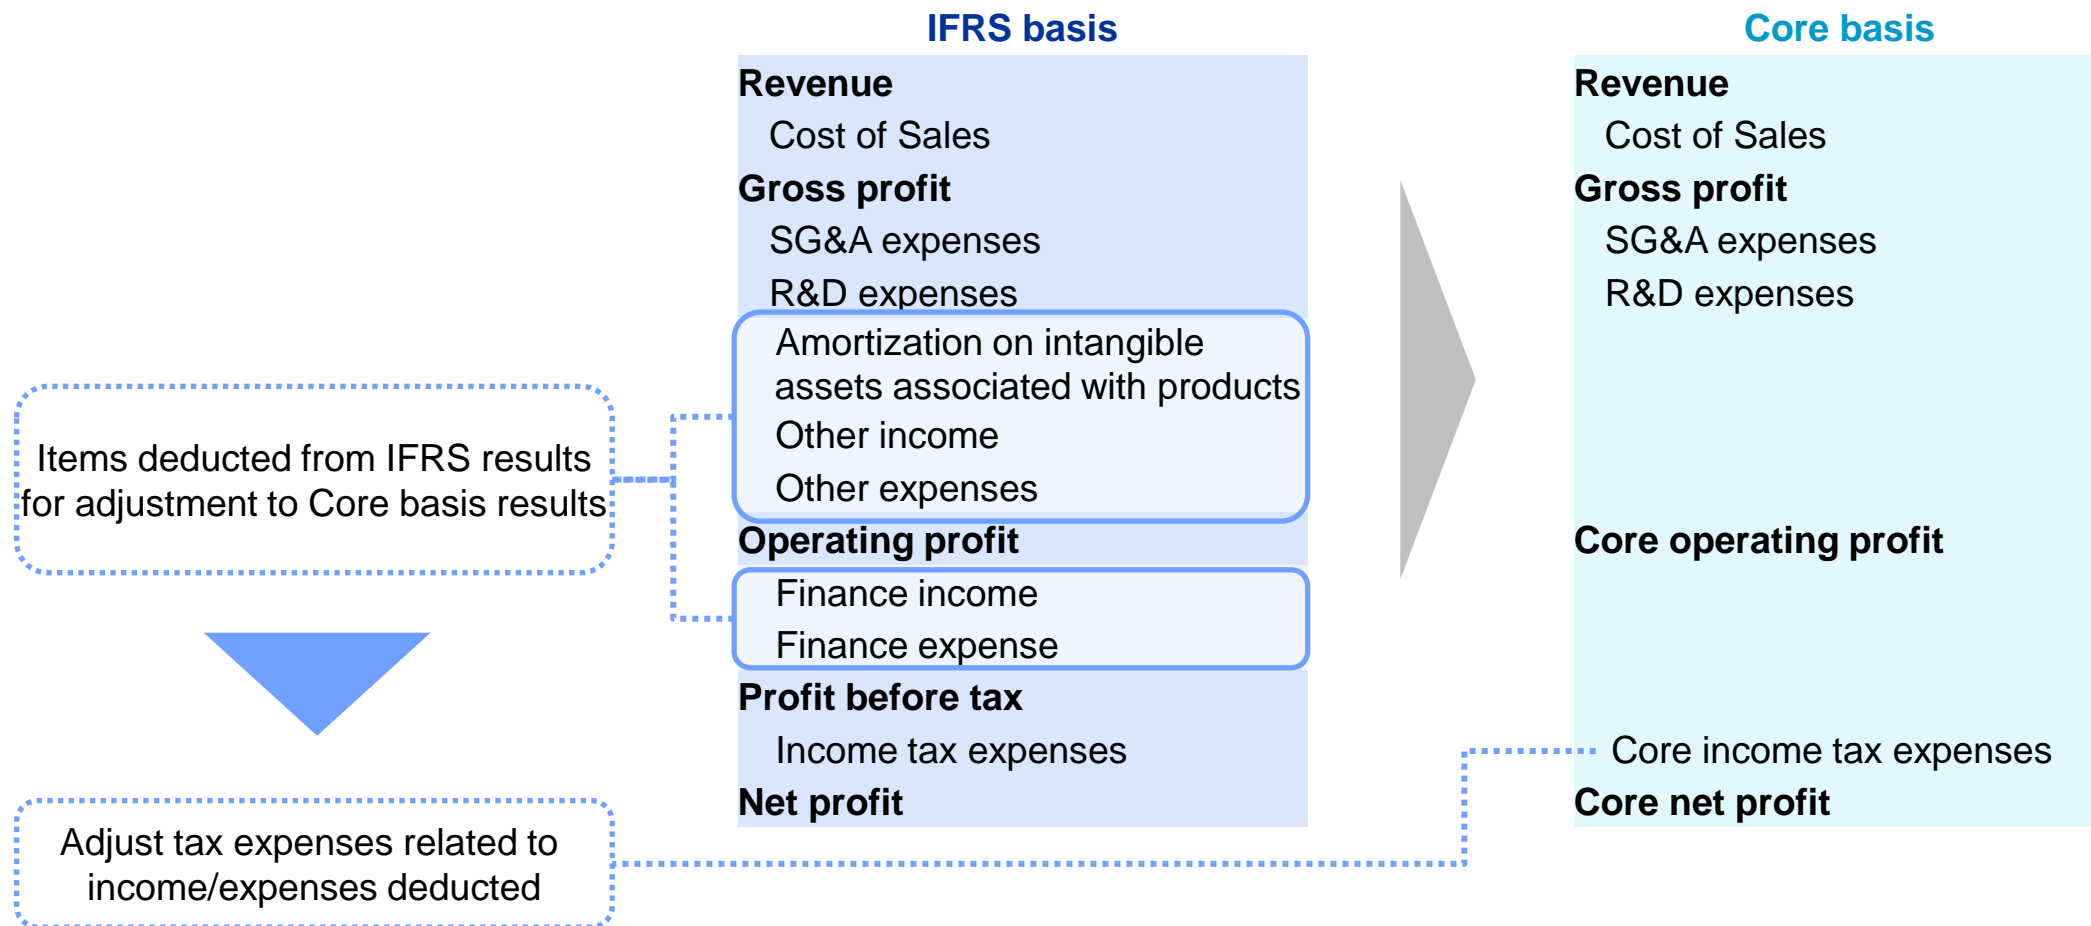 IFRS basis
Revenue
Cost of Sales
Gross profit
SG&A expenses
R&D expenses
Amortization on intangible
assets associated with products
Other income
Other expenses
Operating profit
Finance income
Finance expense
Profit before tax
Income tax expenses
Net profit
Core basis
Revenue
Cost of Sales
Gross profit
SG&A expenses
R&D expenses
Core operating profit
Core income tax expenses
Core net profit
Items deducted from IFRS results
for adjustment to Core basis results
Adjust tax expenses related to
income/expenses deducted